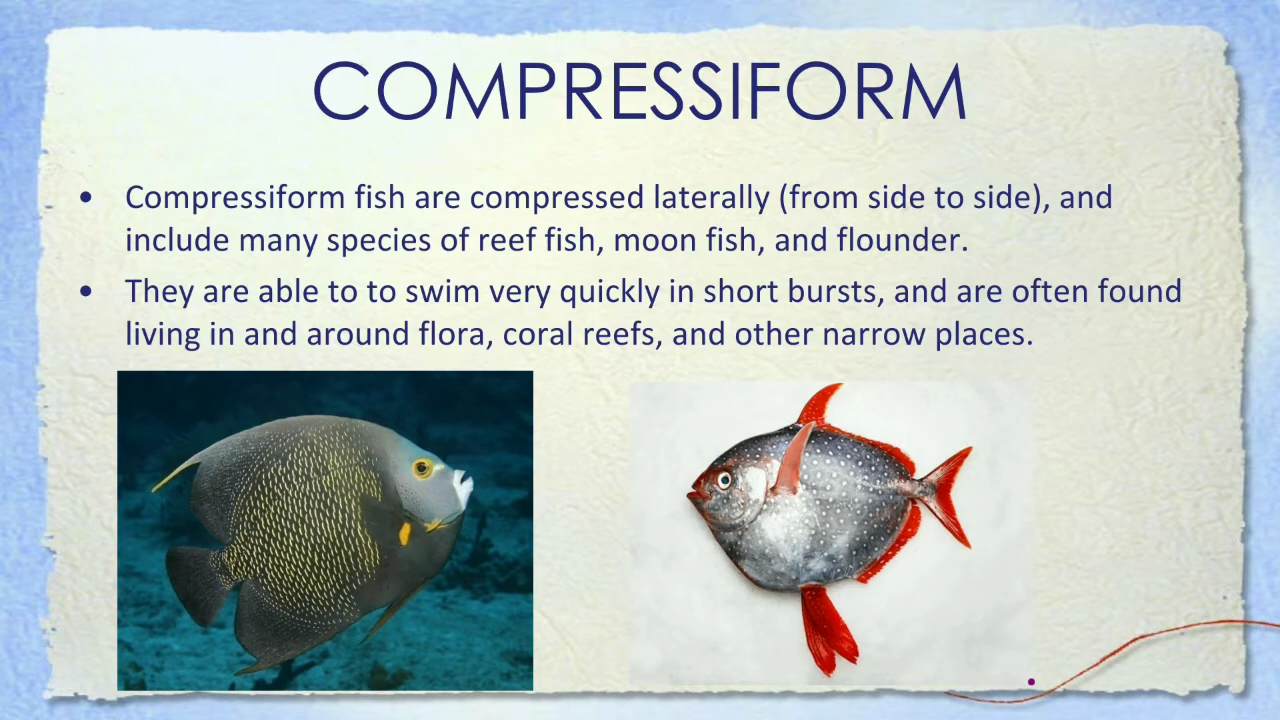 COMPRESSIFORM
• Compressiform fish are compressed laterally (from side to side), and
include many species of reef fish, moon fish, and flounder.
• They are able to to swim very quickly in short bursts, and are often found
living in and around flora, coral reefs, and other narrow places.